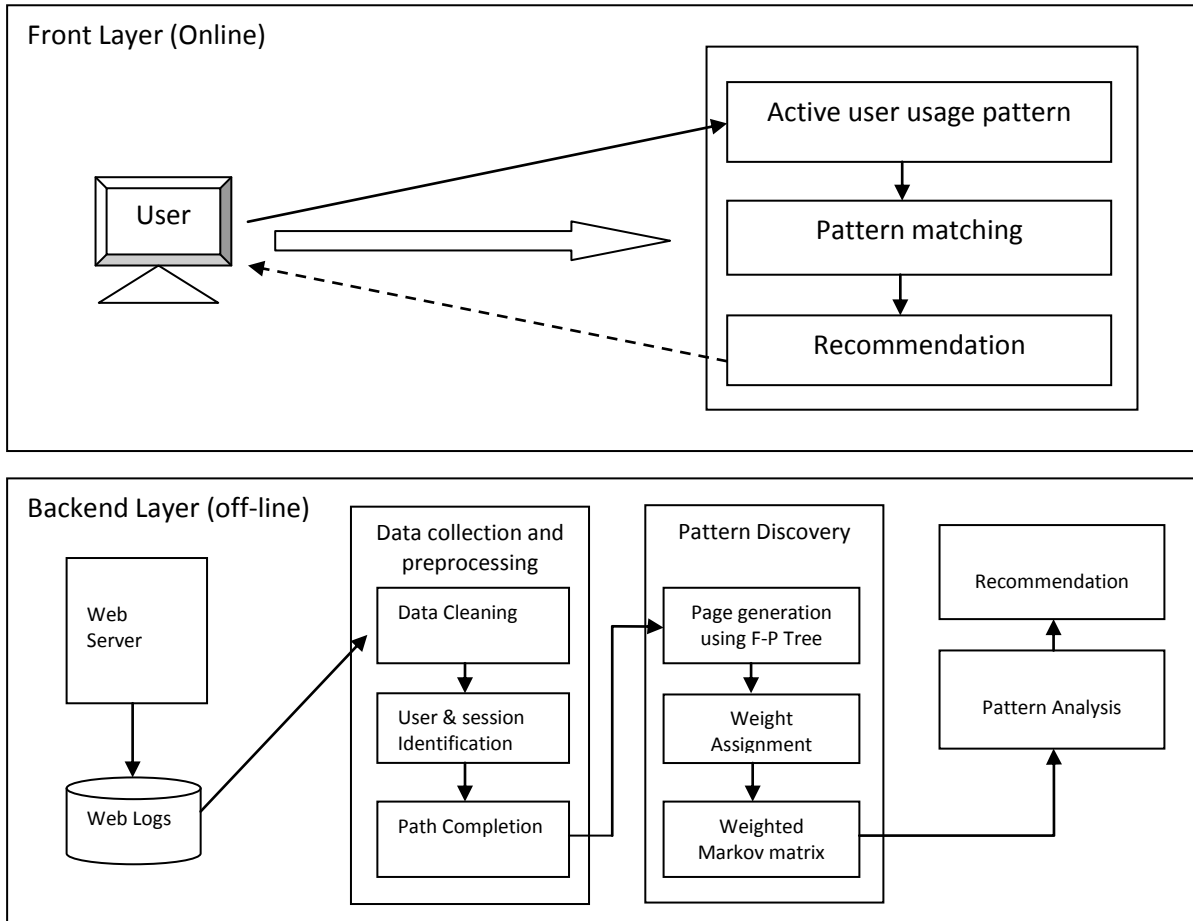 Front Layer (Online)
Active user usage pattern
User
Pattern matching
Recommendation
Backend Layer (off-line)
Web
Server
Web Logs
Data collection and
preprocessing
Data Cleaning
User & session
Identification
Path Completion
Pattern Discovery
Page generation
using F-P Tree
Weight
Assignment
Weighted
Markov matrix
Recommendation
Pattern Analysis